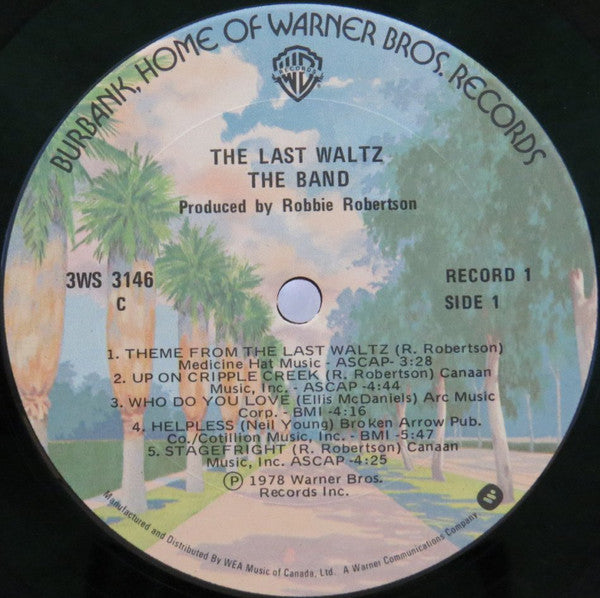 BURBANK, HOME OF WARNER BROS. RECORDS
RECORDS
THE LAST WALTZ
THE BAND
Produced by Robbie Robertson
3WS 3146
C
RECORD 1
SIDE 1
1. THEME FROM THE LAST WALTZ (R. Robertson)
Medicine Hat Music - ASCAP- 3:28
2. UP ON CRIPPLE CREEK (R. Robertson) Canaan
Music, Inc. - ASCAP -4:44
3. WHO DO YOU LOVE (Ellis McDaniels) Arc Music
Corp. - BMI -4:16
4. HELPLESS (Neil Young) Broken Arrow Pub.
Co./Cotillion Music, Inc. - BMI -5:47
5. STAGEFRIGHT (R. Robertson) Canaan
Music, Inc. ASCAP -4:25
Ⓟ 1978 Warner Bros.
Records Inc.
Manufactured and Distributed By WEA Music of Canada, Ltd. A Warner Communications Company